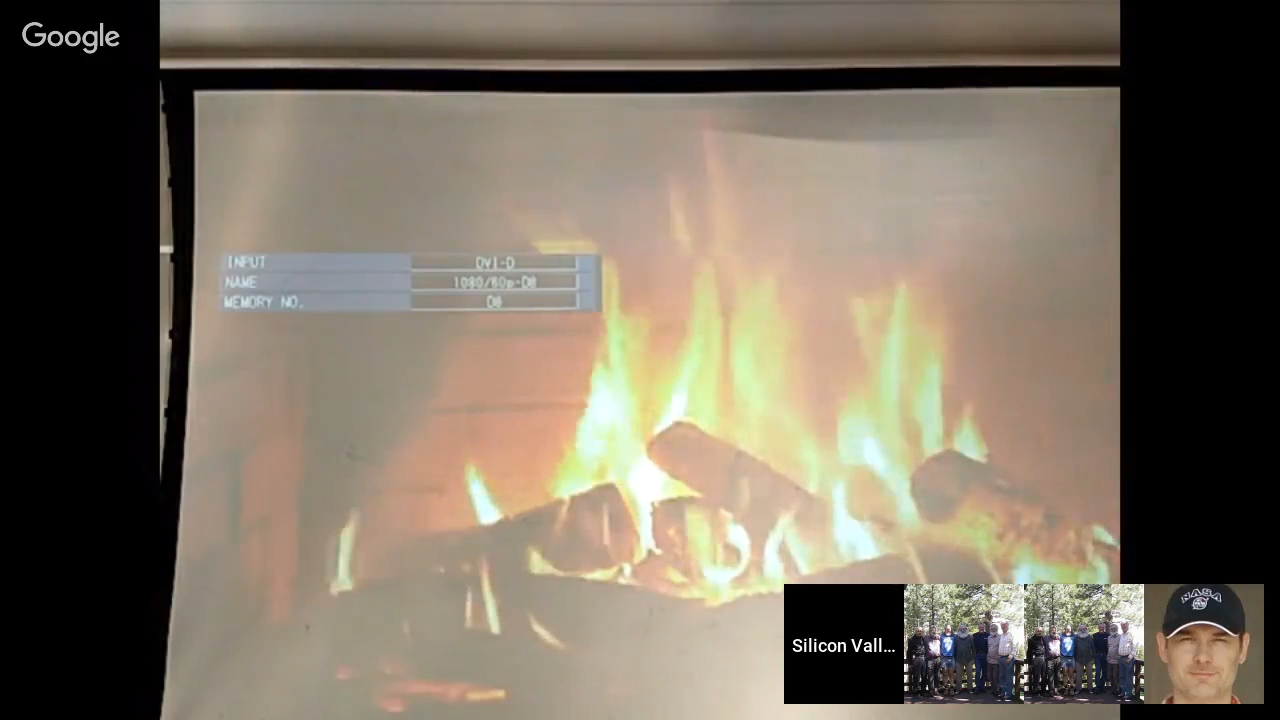 Google
INPUT DVI-D
NAME 1080/60p-D8
MEMORY NO. D8
Silicon Vall...
NASA